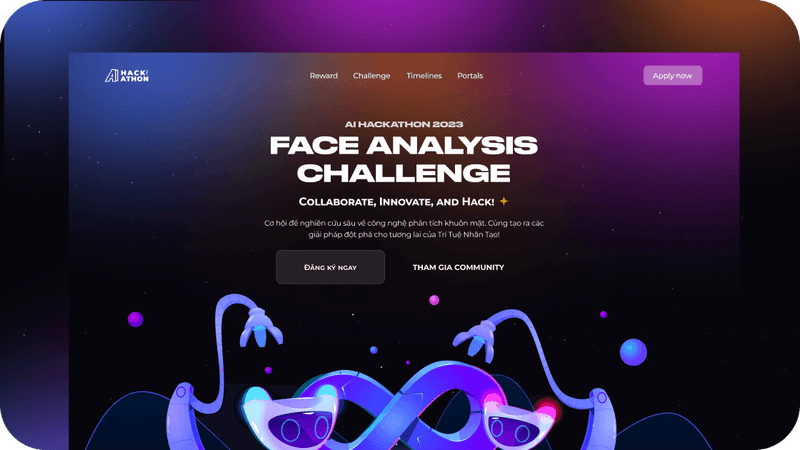 AI HACK
ATHON
Reward
Challenge
Timelines
Portals
Apply now
AI HACKATHON 2023
FACE ANALYSIS
CHALLENGE
COLLABORATE, INNOVATE, AND HACK!
Cơ hội để nghiên cứu sâu về công nghệ phân tích khuôn mặt. Cùng tạo ra các
giải pháp đột phá cho tương lai của Trí Tuệ Nhân Tạo!
ĐĂNG KÝ NGAY
THAM GIA COMMUNITY